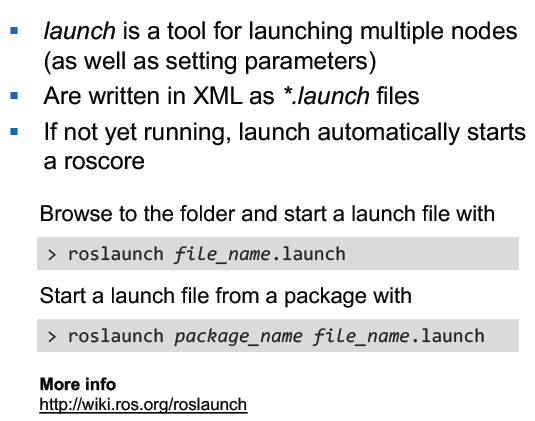 ▪ launch is a tool for launching multiple nodes
(as well as setting parameters)
▪ Are written in XML as *.launch files
▪ If not yet running, launch automatically starts
a roscore
Browse to the folder and start a launch file with
> roslaunch file_name.launch
Start a launch file from a package with
> roslaunch package_name file_name.launch
More info
http://wiki.ros.org/roslaunch